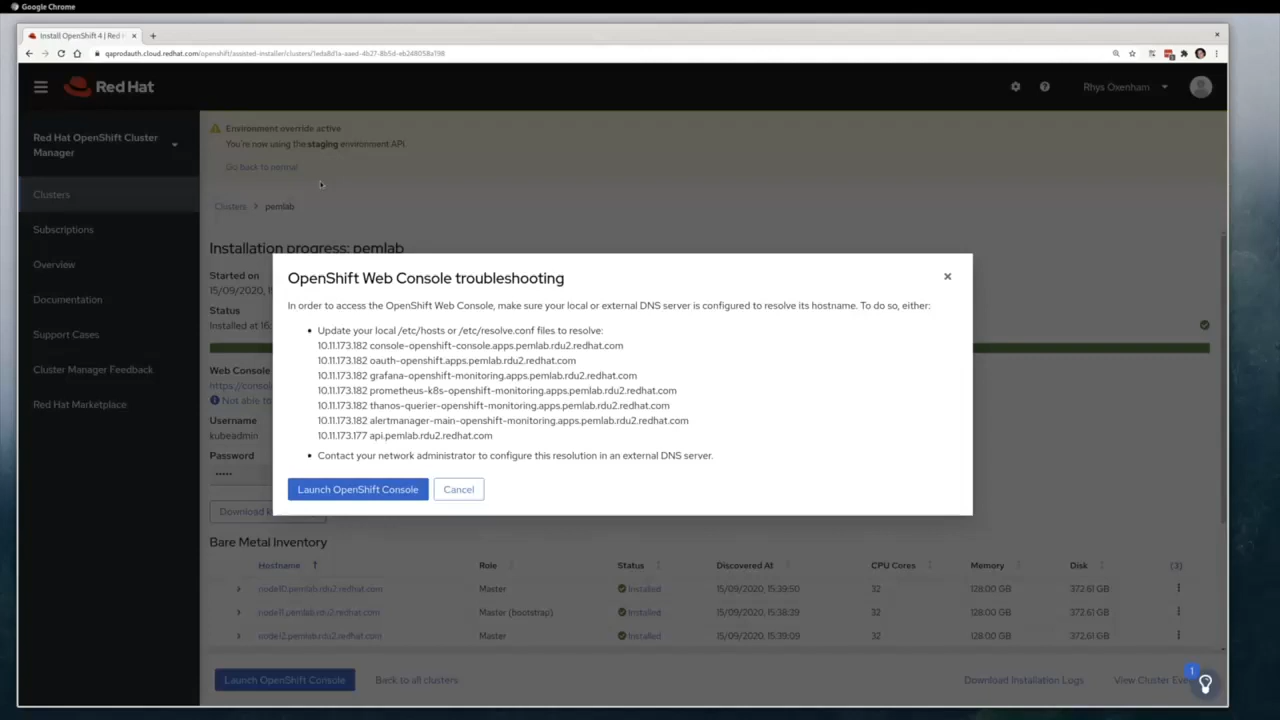 Google Chrome
Install OpenShift 4 | Red H
qaprodauth.cloud.redhat.com/openshift/assisted-installer/clusters/1eda8d1a-aaed-4b27-8b5d-eb24f8058a798
Red Hat
Rhys Oxenham
Red Hat OpenShift Cluster
Manager
Clusters
Subscriptions
Overview
Documentation
Support Cases
Cluster Manager Feedback
Red Hat Marketplace
Environment override active
You're now using the staging environment API.
Go back to normal
Clusters > pemlab
Installation progress: pemlab
Started on
15/09/2020, 1
Status
Installed at 16:
Web Console
https://conso
Not able to
Username
kubeadmin
Password
•••••
Download k
OpenShift Web Console troubleshooting
In order to access the OpenShift Web Console, make sure your local or external DNS server is configured to resolve its hostname. To do so, either:
• Update your local /etc/hosts or /etc/resolve.conf files to resolve:
10.11.173.182 console-openshift-console.apps.pemlab.rdu2.redhat.com
10.11.173.182 oauth-openshift.apps.pemlab.rdu2.redhat.com
10.11.173.182 grafana-openshift-monitoring.apps.pemlab.rdu2.redhat.com
10.11.173.182 prometheus-k8s-openshift-monitoring.apps.pemlab.rdu2.redhat.com
10.11.173.182 thanos-querier-openshift-monitoring.apps.pemlab.rdu2.redhat.com
10.11.173.182 alertmanager-main-openshift-monitoring.apps.pemlab.rdu2.redhat.com
10.11.173.177 api.pemlab.rdu2.redhat.com
• Contact your network administrator to configure this resolution in an external DNS server.
Launch OpenShift Console Cancel
Bare Metal Inventory
Hostname Role Status Discovered At CPU Cores Memory Disk (3)
node10.pemlab.rdu2.redhat.com Master Installed 15/09/2020, 15:39:50 32 128.00 GB 372.61 GB
node11.pemlab.rdu2.redhat.com Master (bootstrap) Installed 15/09/2020, 15:38:39 32 128.00 GB 372.61 GB
node12.pemlab.rdu2.redhat.com Master Installed 15/09/2020, 15:39:09 32 128.00 GB 372.61 GB
Launch OpenShift Console Back to all clusters Download Installation Logs View Cluster Eve
1